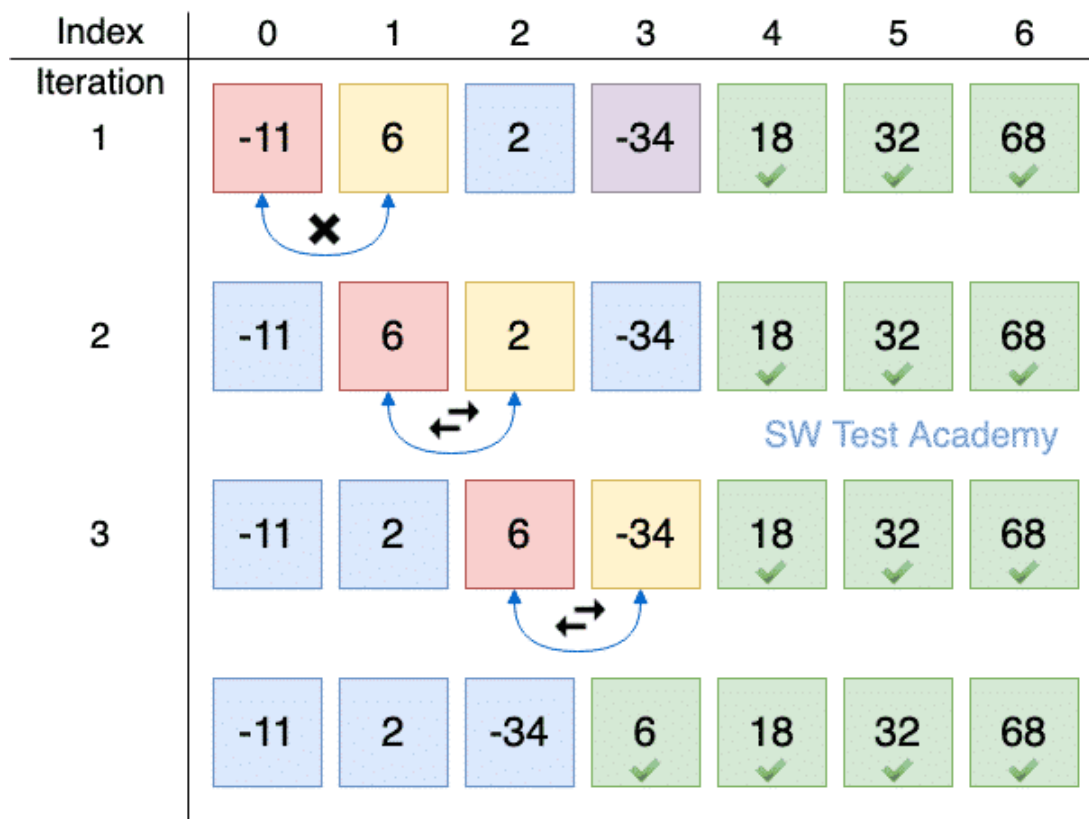 Index 0 1 2 3 4 5 6
Iteration
1 -11 6 2 -34 18 32 68
2 -11 6 2 -34 18 32 68
SW Test Academy
3 -11 2 6 -34 18 32 68
-11 2 -34 6 18 32 68